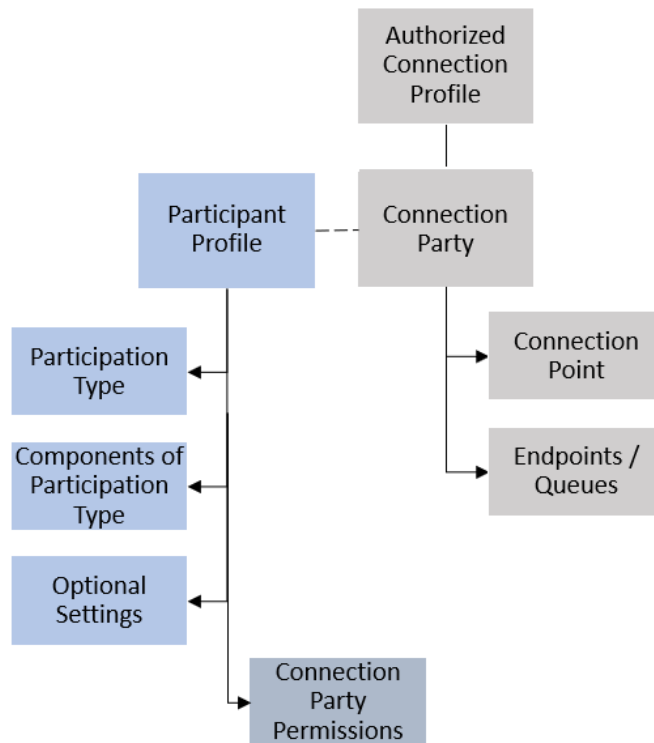 Authorized
Connection
Profile
Participant
Profile
Connection
Party
Participation
Type
Connection
Point
Components of
Participation
Type
Endpoints /
Queues
Optional
Settings
Connection
Party
Permissions